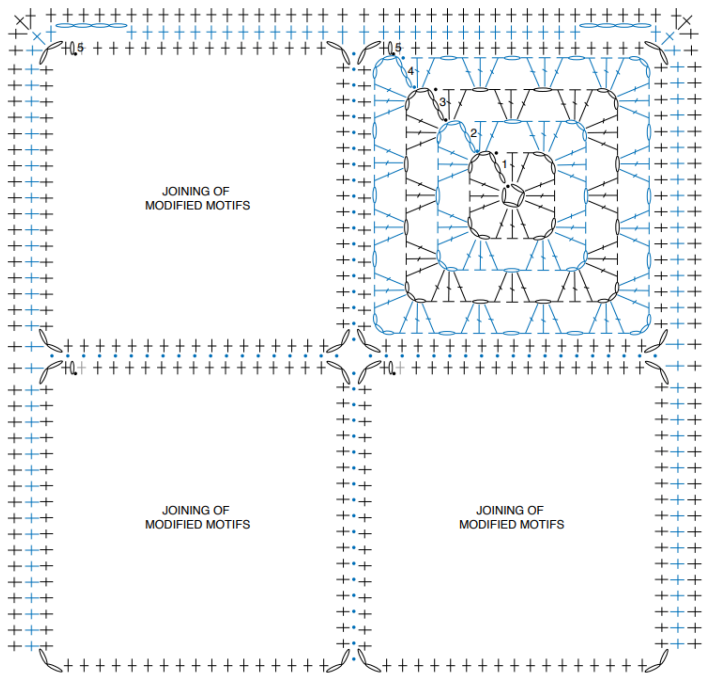 5
5
4
3
2
1
JOINING OF
MODIFIED MOTIFS
JOINING OF
MODIFIED MOTIFS
JOINING OF
MODIFIED MOTIFS